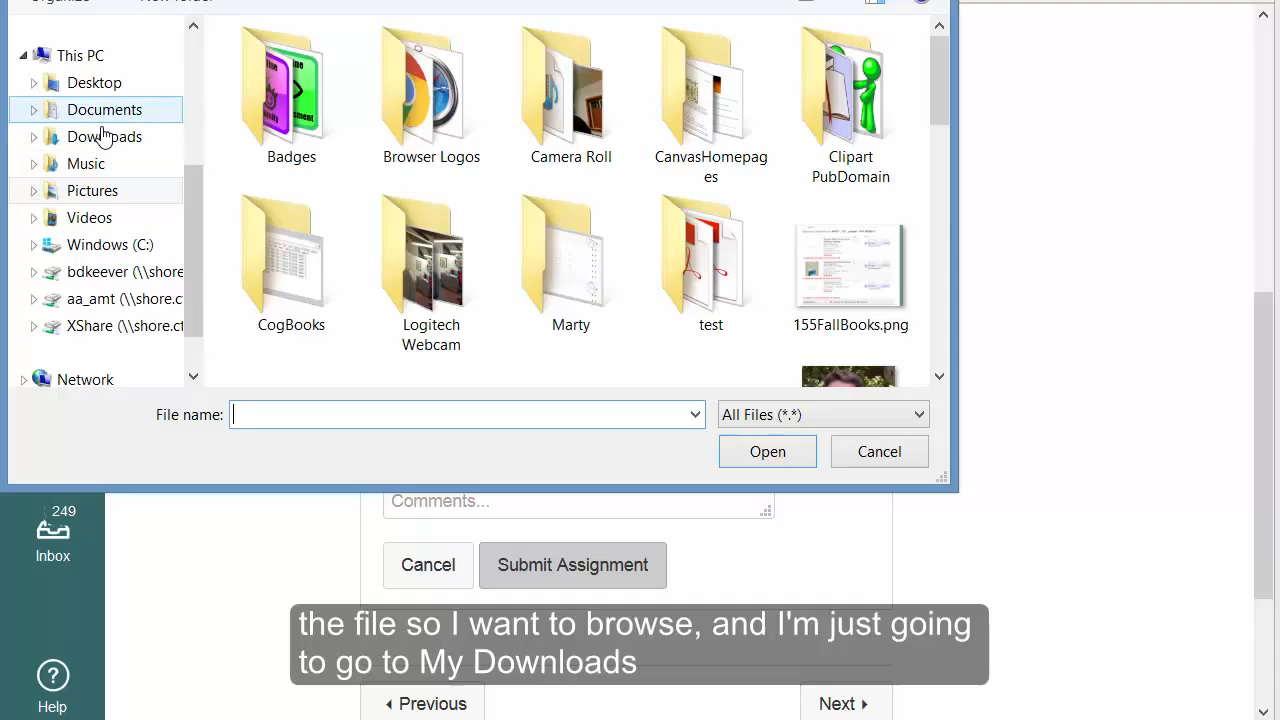 This PC
Desktop
Documents
Downloads
Music
Pictures
Videos
Windows (C:)
aa_amt (\\shore.ct
XShare (\\shore.ct
Network
Badges
Browser Logos
Camera Roll
CanvasHomepag
es
Clipart
PubDomain
CogBooks
Logitech
Webcam
Marty
test
155FallBooks.png
File name:
All Files (*.*)
Open
Cancel
249
Inbox
Help
Comments...
Cancel
Submit Assignment
the file so I want to browse, and I'm just going
to go to My Downloads
Previous
Next